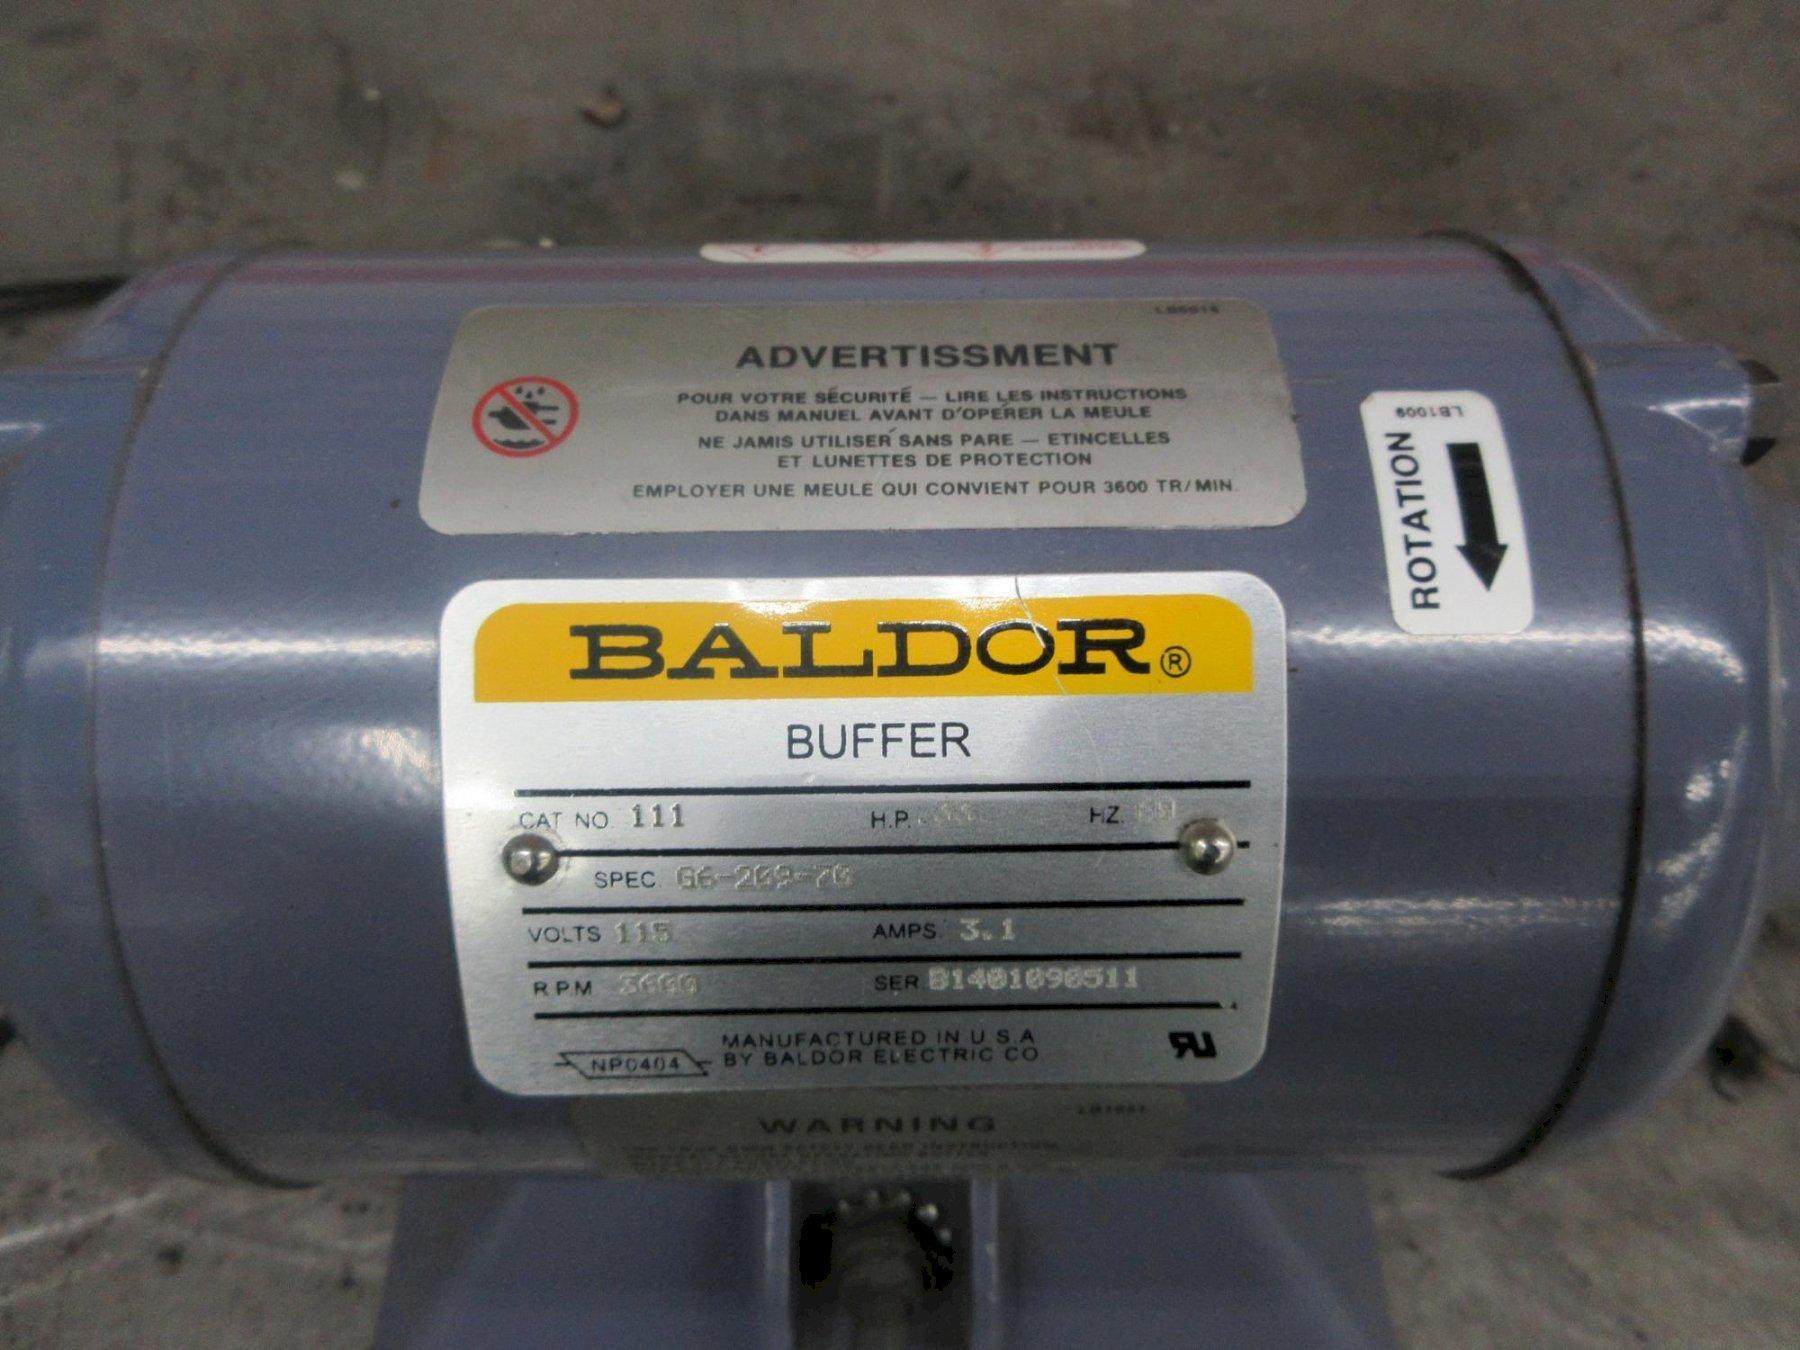 LB5016
ADVERTISSMENT
POUR VOTRE SÉCURITÉ — LIRE LES INSTRUCTIONS
DANS MANUEL AVANT D'OPÉRER LA MEULE
NE JAMIS UTILISER SANS PARE — ETINCELLES
ET LUNETTES DE PROTECTION
EMPLOYER UNE MEULE QUI CONVIENT POUR 3600 TR/MIN.
LB1009
ROTATION
BALDOR®
BUFFER
CAT NO. 111 H.P. .33 HZ. 60
SPEC. G6-209-70
VOLTS 115 AMPS 3.1
R.P.M 3600 SER. B1401090511
MANUFACTURED IN U.S.A
NP0404 BY BALDOR ELECTRIC CO
WARNING